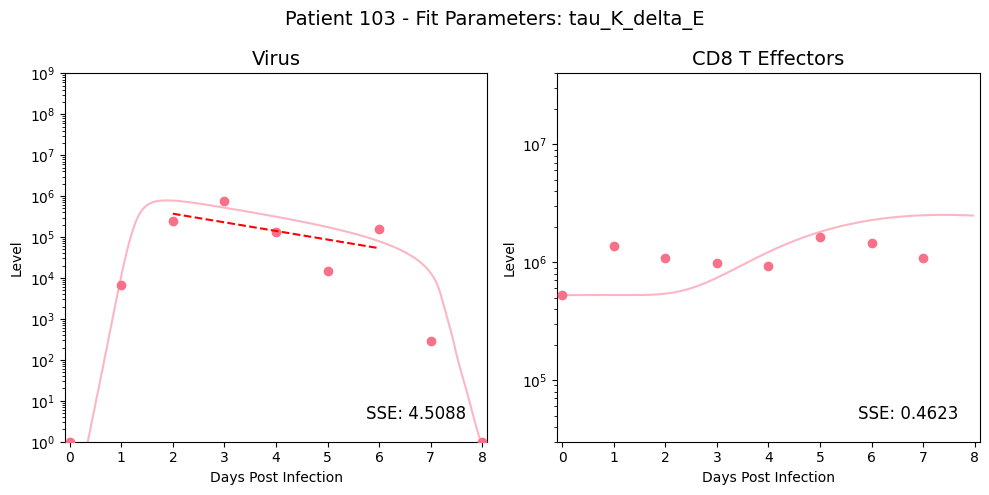 Patient 103 - Fit Parameters: tau_K_delta_E
Virus
CD8 T Effectors
Level
10^9
10^8
10^7
10^6
10^5
10^4
10^3
10^2
10^1
10^0
SSE: 4.5088
0 1 2 3 4 5 6 7 8
Days Post Infection
Level
10^7
10^6
10^5
SSE: 0.4623
0 1 2 3 4 5 6 7 8
Days Post Infection